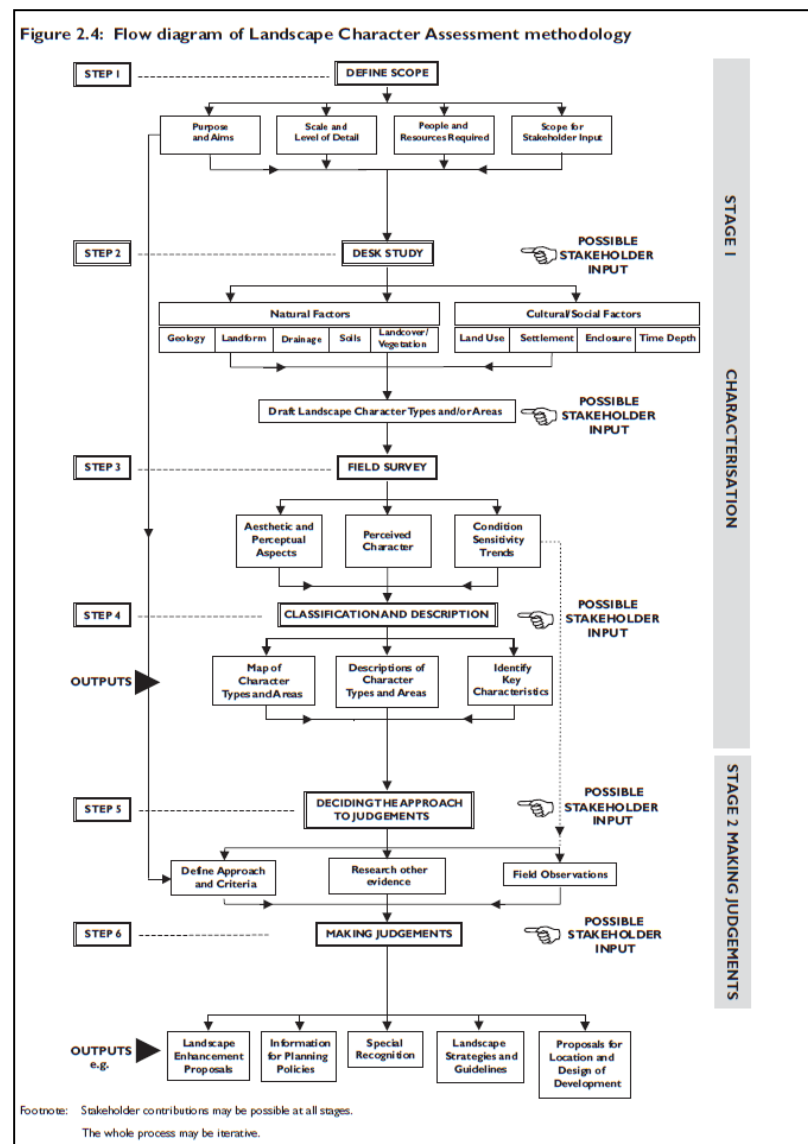 Figure 2.4: Flow diagram of Landscape Character Assessment methodology
STEP 1
DEFINE SCOPE
Purpose
and Aims
Scale and
Level of Detail
People and
Resources Required
Scope for
Stakeholder Input
STEP 2
DESK STUDY
POSSIBLE
STAKEHOLDER
INPUT
Natural Factors
Cultural/Social Factors
Geology
Landform
Drainage
Soils
Landcover/
Vegetation
Land Use
Settlement
Enclosure
Time Depth
Draft Landscape Character Types and/or Areas
POSSIBLE
STAKEHOLDER
INPUT
STEP 3
FIELD SURVEY
Aesthetic and
Perceptual
Aspects
Perceived
Character
Condition
Sensitivity
Trends
STEP 4
CLASSIFICATION AND DESCRIPTION
POSSIBLE
STAKEHOLDER
INPUT
OUTPUTS
Map of
Character
Types and Areas
Descriptions of
Character
Types and Areas
Identify
Key
Characteristics
STEP 5
DECIDING THE APPROACH
TO JUDGEMENTS
POSSIBLE
STAKEHOLDER
INPUT
Define Approach
and Criteria
Research other
evidence
Field Observations
STEP 6
MAKING JUDGEMENTS
POSSIBLE
STAKEHOLDER
INPUT
OUTPUTS
e.g.
Landscape
Enhancement
Proposals
Information
for Planning
Policies
Special
Recognition
Landscape
Strategies and
Guidelines
Proposals for
Location and
Design of
Development
STAGE 1
CHARACTERISATION
STAGE 2 MAKING JUDGEMENTS
Footnote: Stakeholder contributions may be possible at all stages.
The whole process may be iterative.